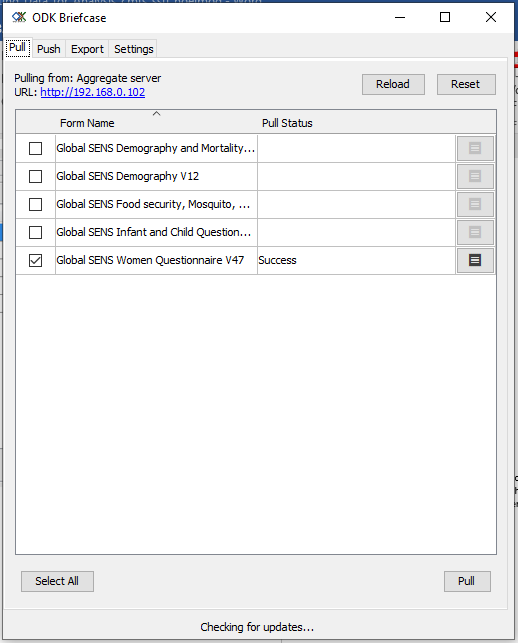 ODK Briefcase
Pull Push Export Settings
Pulling from: Aggregate server
URL: http://192.168.0.102
Reload Reset
Form Name Pull Status
Global SENS Demography and Mortality...
Global SENS Demography V12
Global SENS Food security, Mosquito, ...
Global SENS Infant and Child Question...
Global SENS Women Questionnaire V47 Success
Select All Pull
Checking for updates...